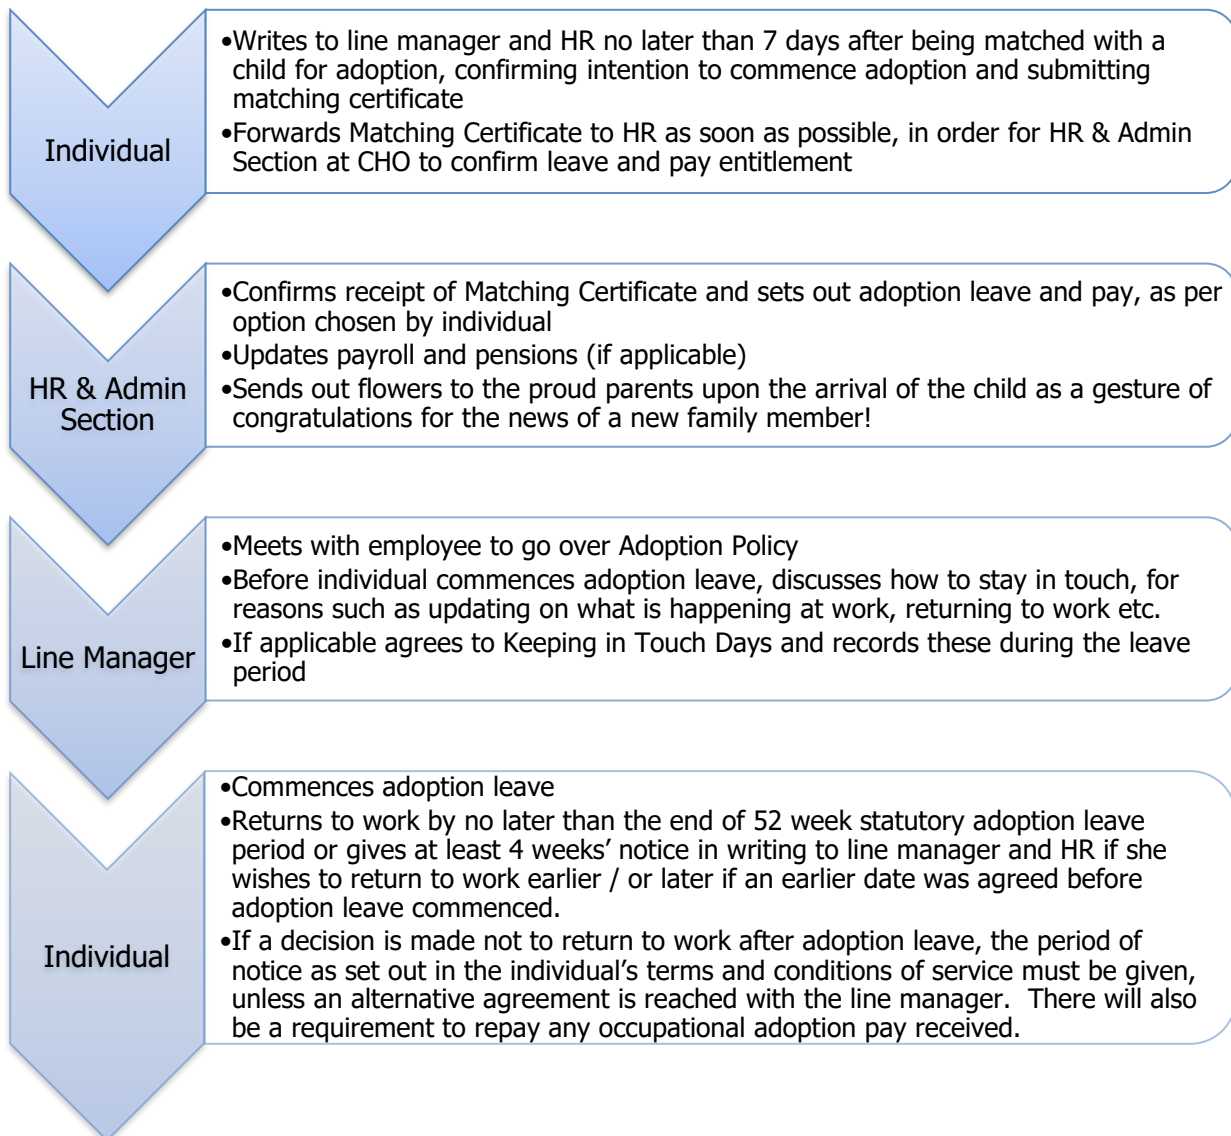 Individual
•Writes to line manager and HR no later than 7 days after being matched with a
child for adoption, confirming intention to commence adoption and submitting
matching certificate
•Forwards Matching Certificate to HR as soon as possible, in order for HR & Admin
Section at CHO to confirm leave and pay entitlement
HR & Admin
Section
•Confirms receipt of Matching Certificate and sets out adoption leave and pay, as per
option chosen by individual
•Updates payroll and pensions (if applicable)
•Sends out flowers to the proud parents upon the arrival of the child as a gesture of
congratulations for the news of a new family member!
Line Manager
•Meets with employee to go over Adoption Policy
•Before individual commences adoption leave, discusses how to stay in touch, for
reasons such as updating on what is happening at work, returning to work etc.
•If applicable agrees to Keeping in Touch Days and records these during the leave
period
Individual
•Commences adoption leave
•Returns to work by no later than the end of 52 week statutory adoption leave
period or gives at least 4 weeks’ notice in writing to line manager and HR if she
wishes to return to work earlier / or later if an earlier date was agreed before
adoption leave commenced.
•If a decision is made not to return to work after adoption leave, the period of
notice as set out in the individual’s terms and conditions of service must be given,
unless an alternative agreement is reached with the line manager.  There will also
be a requirement to repay any occupational adoption pay received.